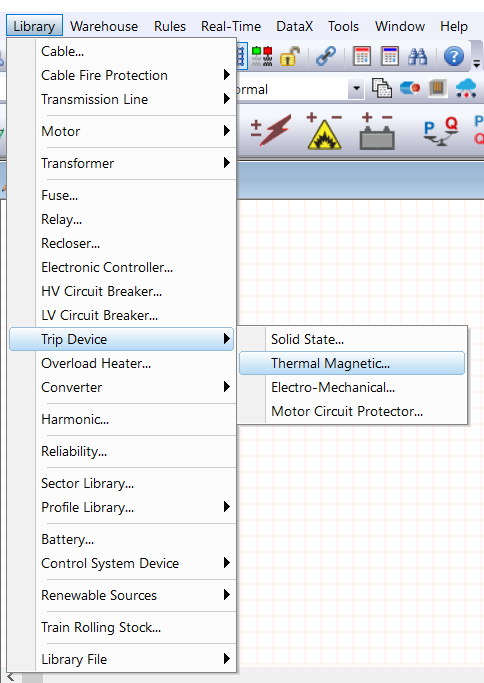 Library Warehouse Rules Real-Time DataX Tools Window Help
Cable...
Cable Fire Protection
Transmission Line
Motor
Transformer
Fuse...
Relay...
Recloser...
Electronic Controller...
HV Circuit Breaker...
LV Circuit Breaker...
Trip Device
Overload Heater...
Converter
Harmonic...
Reliability...
Sector Library...
Profile Library...
Battery...
Control System Device
Renewable Sources
Train Rolling Stock...
Library File
Solid State...
Thermal Magnetic...
Electro-Mechanical...
Motor Circuit Protector...
P Q
P